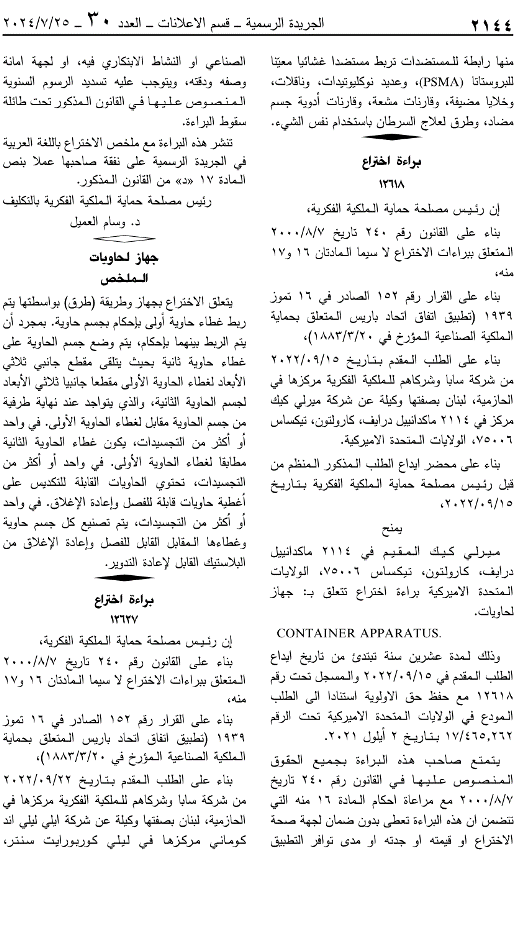 ٢١٤٤
الجريدة الرسمية ــ قسم الاعلانات ــ العدد ٣٠ ــ ٢٠٢٤/٧/٢٥
منها رابطة للمستضدات تربط مستضدا غشائيا معيّنا
للبروستاتا (PSMA)، وعديد نوكليوتيدات، وناقلات،
وخلايا مضيفة، وقارنات مشعة، وقارنات أدوية جسم
مضاد، وطرق لعلاج السرطان باستخدام نفس الشيء.
براءة اختراع
١٣٦١٨
إن رئيس مصلحة حماية الملكية الفكرية،
بناء على القانون رقم ٢٤٠ تاريخ ٢٠٠٠/٨/٧
المتعلق ببراءات الاختراع لا سيما المادتان ١٦ و١٧
منه،
بناء على القرار رقم ١٥٢ الصادر في ١٦ تموز
١٩٣٩ (تطبيق اتفاق اتحاد باريس المتعلق بحماية
الملكية الصناعية المؤرخ في ١٨٨٣/٣/٢٠)،
بناء على الطلب المقدم بتاريخ ٢٠٢٢/٠٩/١٥
من شركة سابا وشركاهم للملكية الفكرية مركزها في
الحازمية، لبنان بصفتها وكيلة عن شركة ميرلي كيك
مركز في ٢١١٤ ماكدانييل درايف، كارولتون، تيكساس
٧٥٠٠٦، الولايات المتحدة الاميركية.
بناء على محضر ايداع الطلب المذكور المنظم من
قبل رئيس مصلحة حماية الملكية الفكرية بتاريخ
٢٠٢٢/٠٩/١٥،
يمنح
ميرلي كيك المقيم في ٢١١٤ ماكدانييل
درايف، كارولتون، تيكساس ٧٥٠٠٦، الولايات
المتحدة الاميركية براءة اختراع تتعلق بـ: جهاز
لحاويات.
CONTAINER APPARATUS.
وذلك لمدة عشرين سنة تبتدئ من تاريخ ايداع
الطلب المقدم في ٢٠٢٢/٠٩/١٥ والمسجل تحت رقم
١٢٦١٨ مع حفظ حق الاولوية استنادا الى الطلب
المودع في الولايات المتحدة الاميركية تحت الرقم
١٧/٤٦٥,٢٦٢ بتاريخ ٢ أيلول ٢٠٢١.
يتمتع صاحب هذه البراءة بجميع الحقوق
المنصوص عليها في القانون رقم ٢٤٠ تاريخ
٢٠٠٠/٨/٧ مع مراعاة احكام المادة ١٦ منه التي
تتضمن ان هذه البراءة تعطى بدون ضمان لجهة صحة
الاختراع او قيمته او جدته او مدى توافر التطبيق
الصناعي او النشاط الابتكاري فيه، او لجهة امانة
وصفه ودقته، ويتوجب عليه تسديد الرسوم السنوية
المنصوص عليها في القانون المذكور تحت طائلة
سقوط البراءة.
تنشر هذه البراءة مع ملخص الاختراع باللغة العربية
في الجريدة الرسمية على نفقة صاحبها عملا بنص
المادة ١٧ «د» من القانون المذكور.
رئيس مصلحة حماية الملكية الفكرية بالتكليف
د. وسام العميل
جهاز لحاويات
الملخص
يتعلق الاختراع بجهاز وطريقة (طرق) بواسطتها يتم
ربط غطاء حاوية أولى بإحكام بجسم حاوية. بمجرد أن
يتم الربط بينهما بإحكام، يتم وضع جسم الحاوية على
غطاء حاوية ثانية بحيث يتلقى مقطع جانبي ثلاثي
الأبعاد لغطاء الحاوية الأولى مقطعا جانبيا ثلاثي الأبعاد
لجسم الحاوية الثانية، والذي يتواجد عند نهاية طرفية
من جسم الحاوية مقابل لغطاء الحاوية الأولى. في واحد
أو أكثر من التجسيدات، يكون غطاء الحاوية الثانية
مطابقا لغطاء الحاوية الأولى. في واحد أو أكثر من
التجسيدات، تحتوي الحاويات القابلة للتكديس على
أغطية حاويات قابلة للفصل وإعادة الإغلاق. في واحد
أو أكثر من التجسيدات، يتم تصنيع كل جسم حاوية
وغطاءها المقابل القابل للفصل وإعادة الإغلاق من
البلاستيك القابل لإعادة التدوير.
براءة اختراع
١٣٦٢٧
إن رئيس مصلحة حماية الملكية الفكرية،
بناء على القانون رقم ٢٤٠ تاريخ ٢٠٠٠/٨/٧
المتعلق ببراءات الاختراع لا سيما المادتان ١٦ و١٧
منه،
بناء على القرار رقم ١٥٢ الصادر في ١٦ تموز
١٩٣٩ (تطبيق اتفاق اتحاد باريس المتعلق بحماية
الملكية الصناعية المؤرخ في ١٨٨٣/٣/٢٠)،
بناء على الطلب المقدم بتاريخ ٢٠٢٢/٠٩/٢٢
من شركة سابا وشركاهم للملكية الفكرية مركزها في
الحازمية، لبنان بصفتها وكيلة عن شركة ايلي ليلي اند
كومباني مركزها في ليلي كوربورايت سنتر،